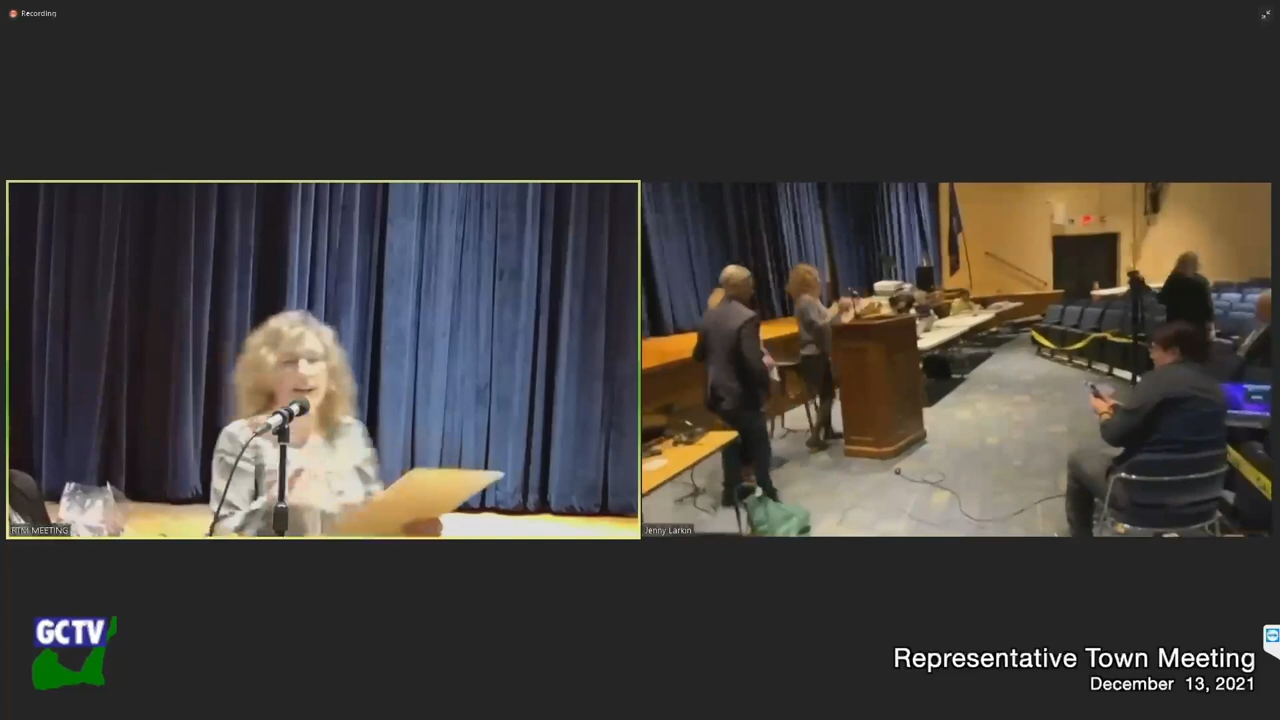 Recording
RTM MEETING
Jenny Larkin
GCTV
Representative Town Meeting
December 13, 2021